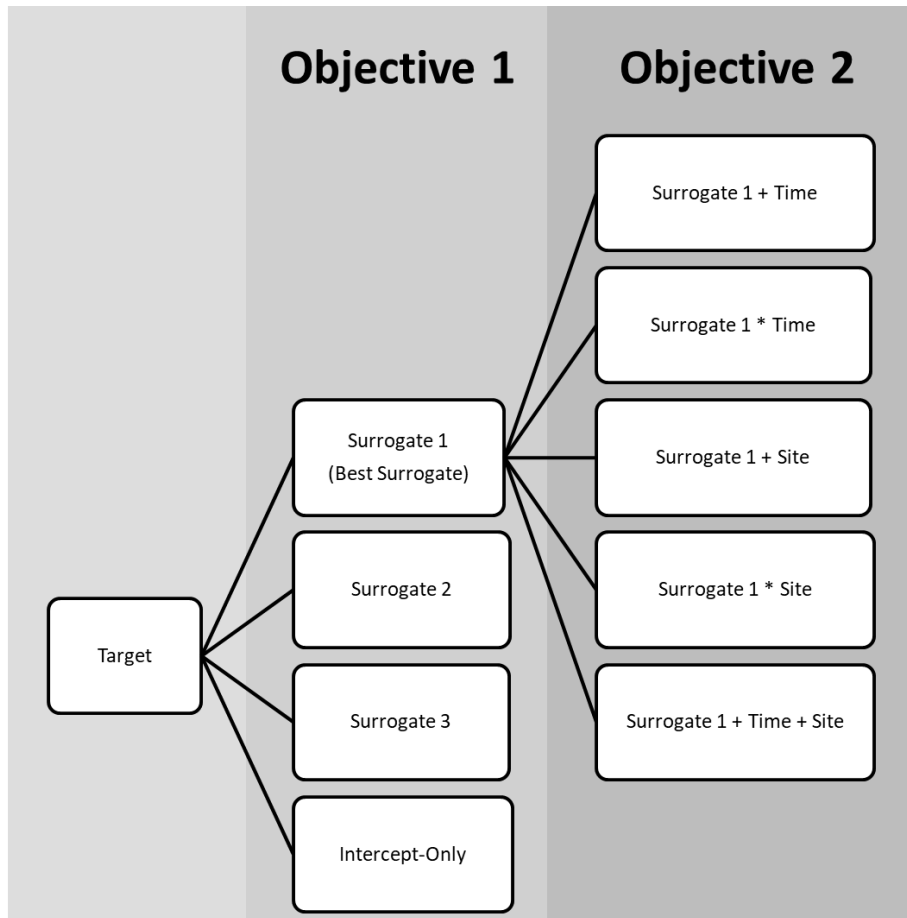 Objective 1
Objective 2
Target
Surrogate 1
(Best Surrogate)
Surrogate 2
Surrogate 3
Intercept-Only
Surrogate 1 + Time
Surrogate 1 * Time
Surrogate 1 + Site
Surrogate 1 * Site
Surrogate 1 + Time + Site